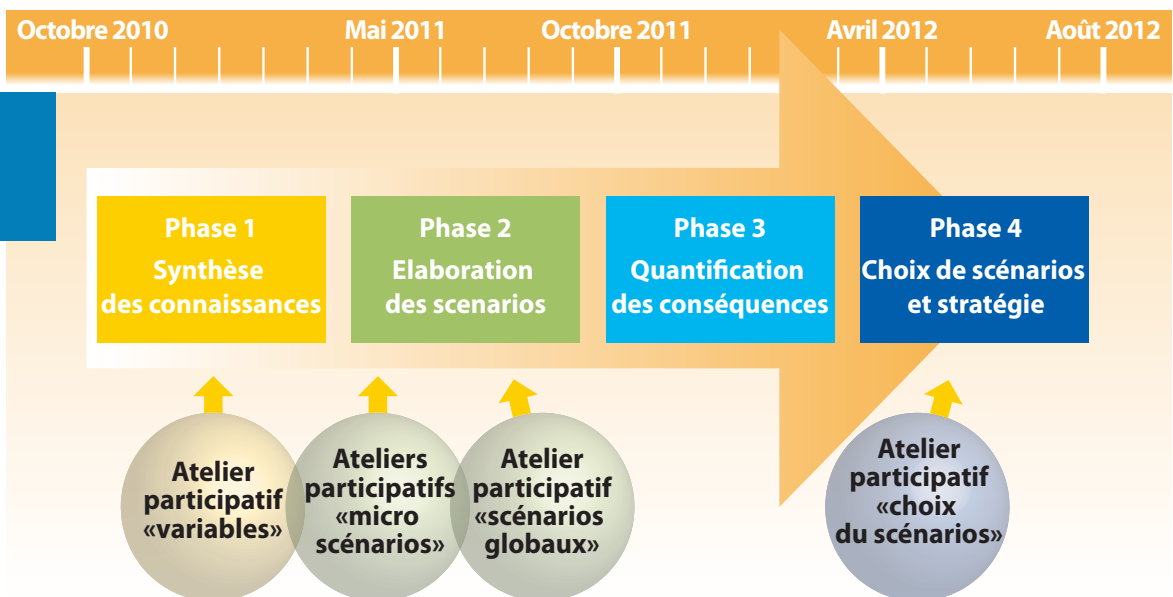 Octobre 2010
Mai 2011
Octobre 2011
Avril 2012
Août 2012
Phase 1
Synthèse
des connaissances
Phase 2
Elaboration
des scenarios
Phase 3
Quantification
des conséquences
Phase 4
Choix de scénarios
et stratégie
Atelier
participatif
«variables»
Ateliers
participatifs
«micro
scénarios»
Atelier
participatif
«scénarios
globaux»
Atelier
participatif
«choix
du scénarios»